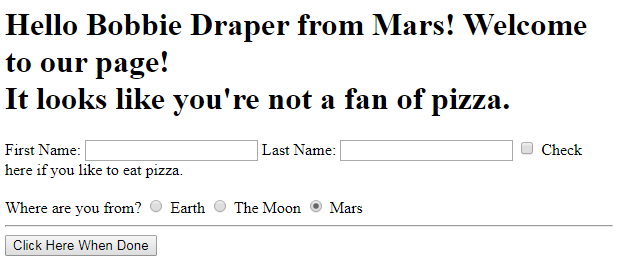 Hello Bobbie Draper from Mars! Welcome
to our page!
It looks like you're not a fan of pizza.
First Name: Last Name: Check
here if you like to eat pizza.
Where are you from? Earth The Moon Mars
Click Here When Done